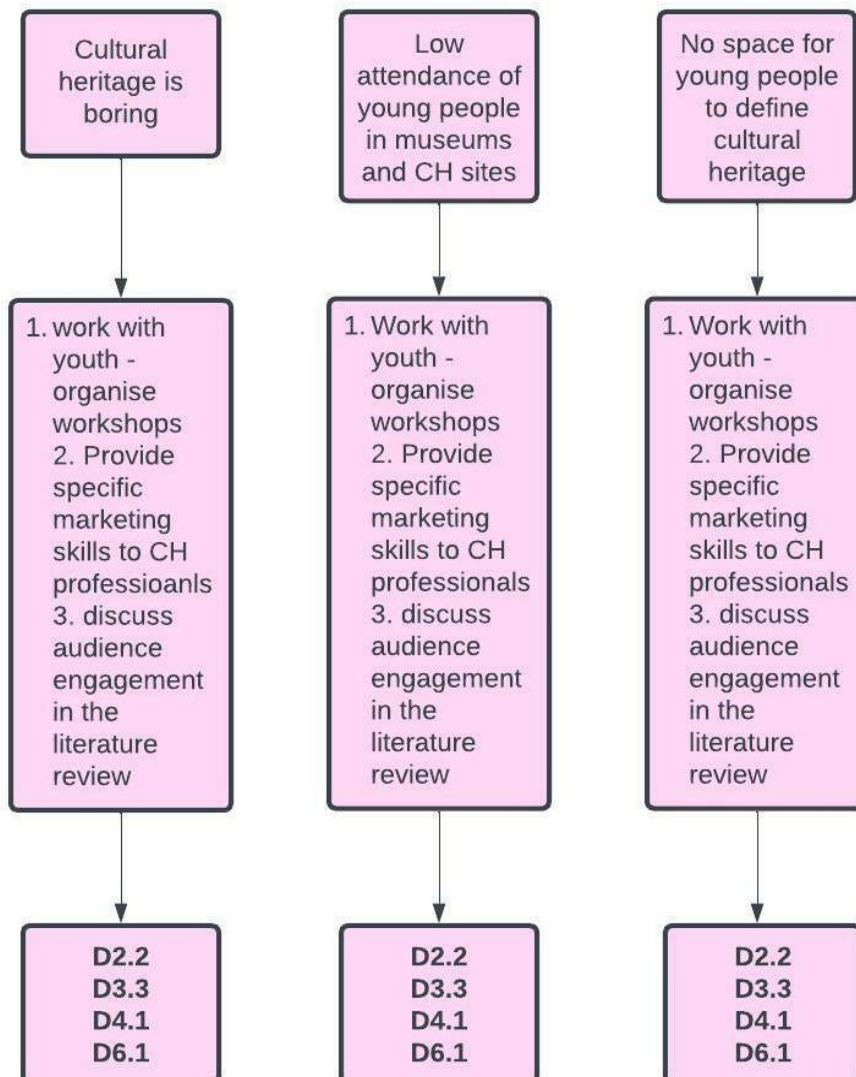 Cultural
heritage is
boring
Low
attendance of
young people
in museums
and CH sites
No space for
young people
to define
cultural
heritage
1. work with
youth -
organise
workshops
2. Provide
specific
marketing
skills to CH
professioanls
3. discuss
audience
engagement
in the
literature
review
1. Work with
youth -
organise
workshops
2. Provide
specific
marketing
skills to CH
professionals
3. discuss
audience
engagement
in the
literature
review
1. Work with
youth -
organise
workshops
2. Provide
specific
marketing
skills to CH
professionals
3. discuss
audience
engagement
in the
literature
review
D2.2
D3.3
D4.1
D6.1
D2.2
D3.3
D4.1
D6.1
D2.2
D3.3
D4.1
D6.1